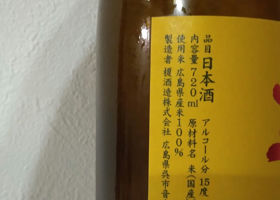 品目 日本酒 アルコール分 15度
内容量 720ml 原材料名 米(国産
使用米 広島県産米100%
製造者 榎酒造株式会社 広島県呉市音